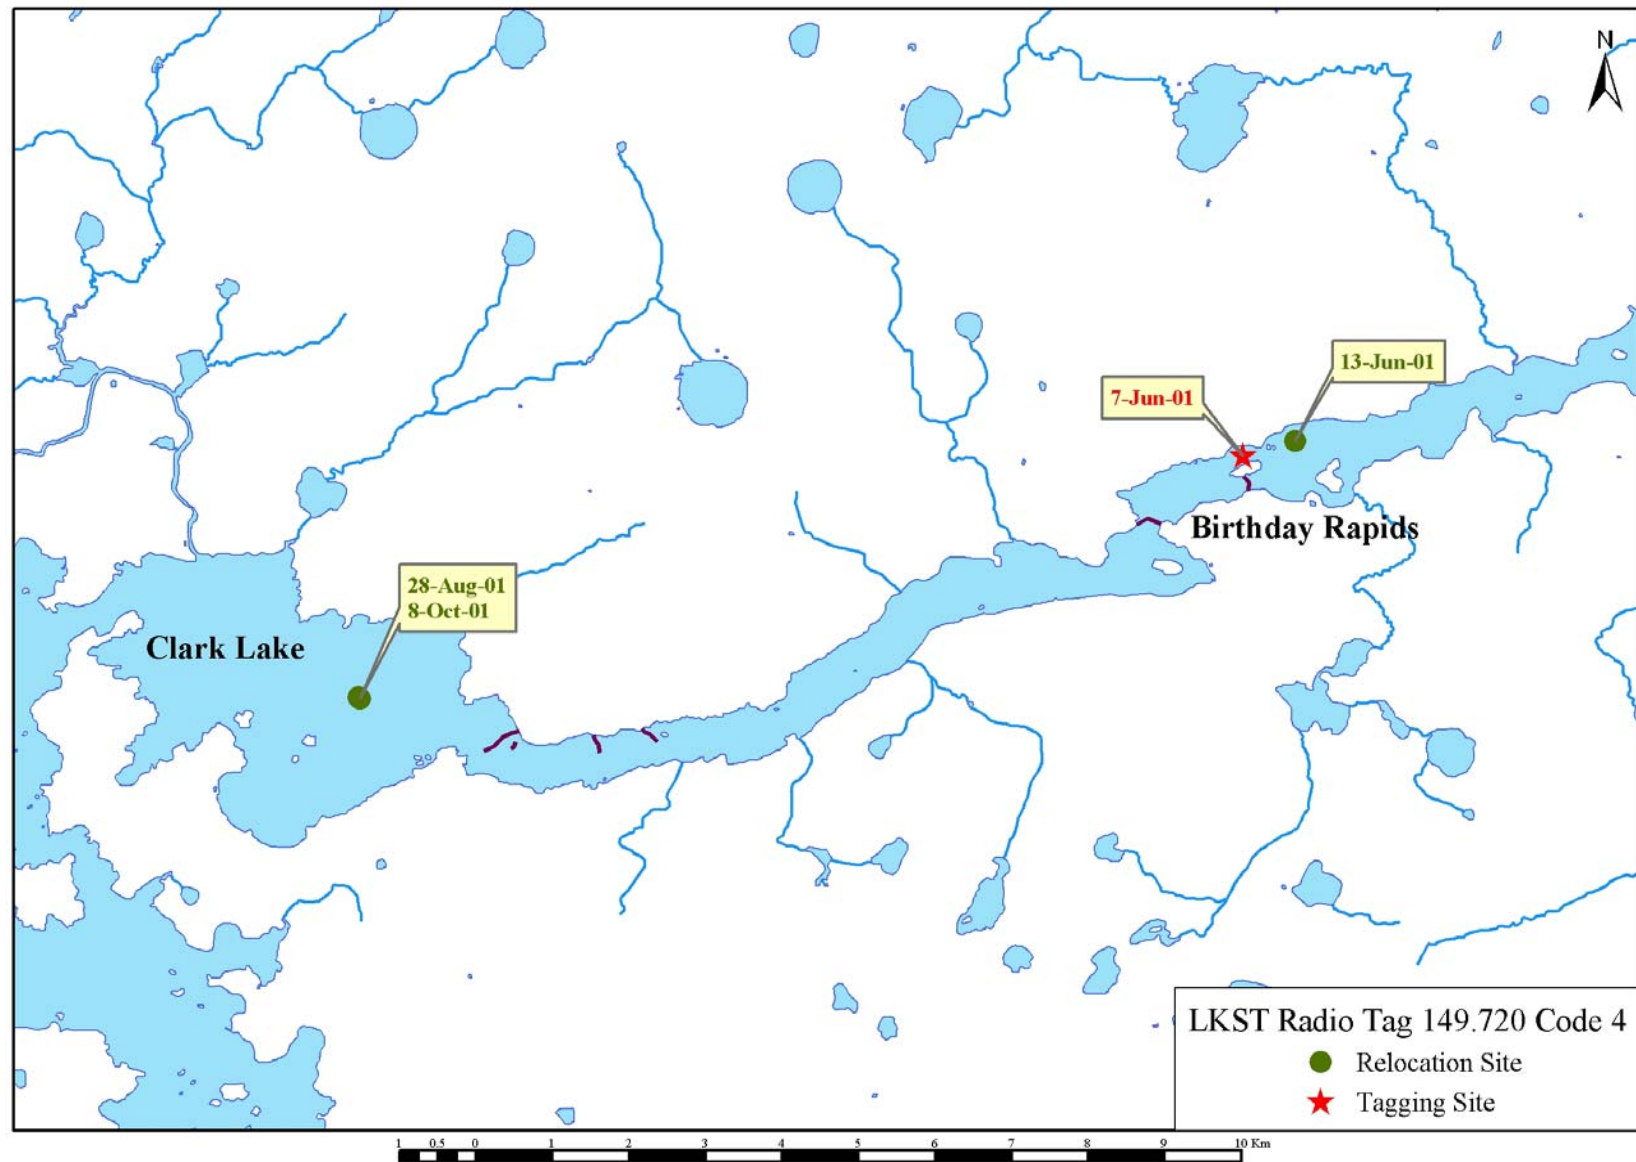 N
13-Jun-01
7-Jun-01
Birthday Rapids
28-Aug-01
8-Oct-01
Clark Lake
LKST Radio Tag 149.720 Code 4
Relocation Site
Tagging Site
1 0.5 0 1 2 3 4 5 6 7 8 9 10 Km